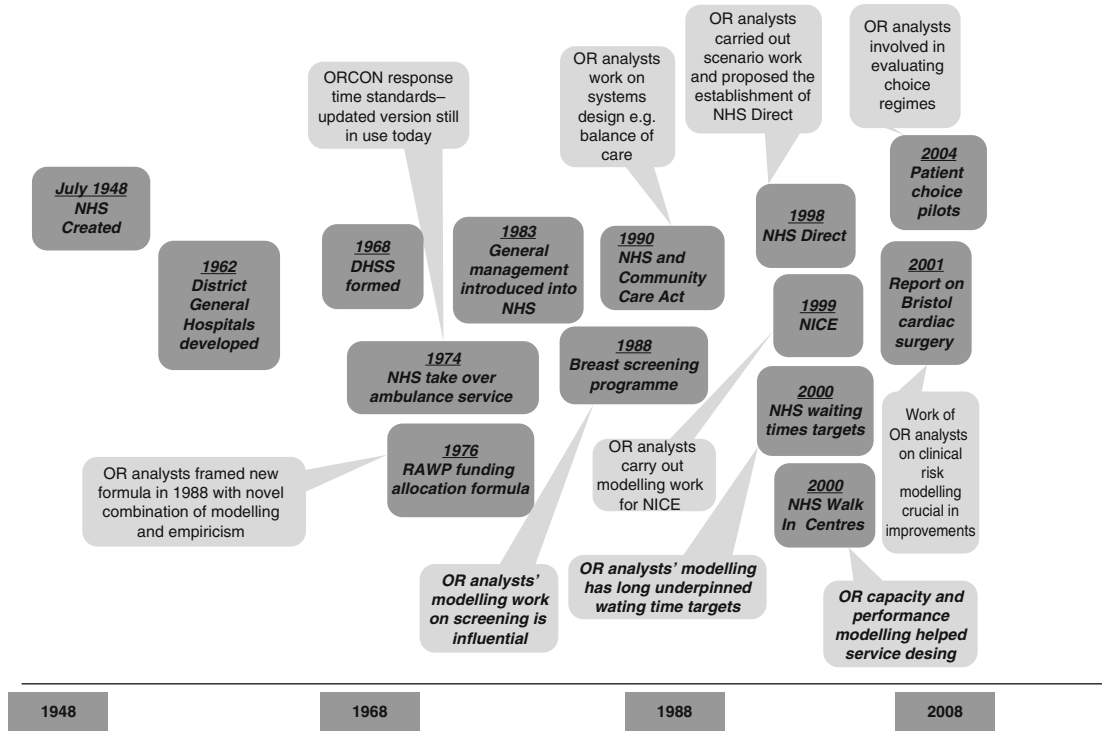 ORCON response
time standards–
updated version still
in use today
OR analysts
work on
systems
design e.g.
balance of
care
OR analysts
carried out
scenario work
and proposed the
establishment of
NHS Direct
OR analysts
involved in
evaluating
choice
regimes
July 1948
NHS
Created
1962
District
General
Hospitals
developed
1968
DHSS
formed
1983
General
management
introduced into
NHS
1990
NHS and
Community
Care Act
1998
NHS Direct
2004
Patient
choice
pilots
1974
NHS take over
ambulance service
1988
Breast screening
programme
1999
NICE
2001
Report on
Bristol
cardiac
surgery
1976
RAWP funding
allocation formula
2000
NHS waiting
times targets
2000
NHS Walk
In Centres
OR analysts framed new
formula in 1988 with novel
combination of modelling
and empiricism
OR analysts’
modelling work
on screening is
influential
OR analysts
carry out
modelling work
for NICE
OR analysts’ modelling
has long underpinned
wating time targets
Work of
OR analysts
on clinical
risk
modelling
crucial in
improvements
OR capacity and
performance
modelling helped
service desing
1948
1968
1988
2008